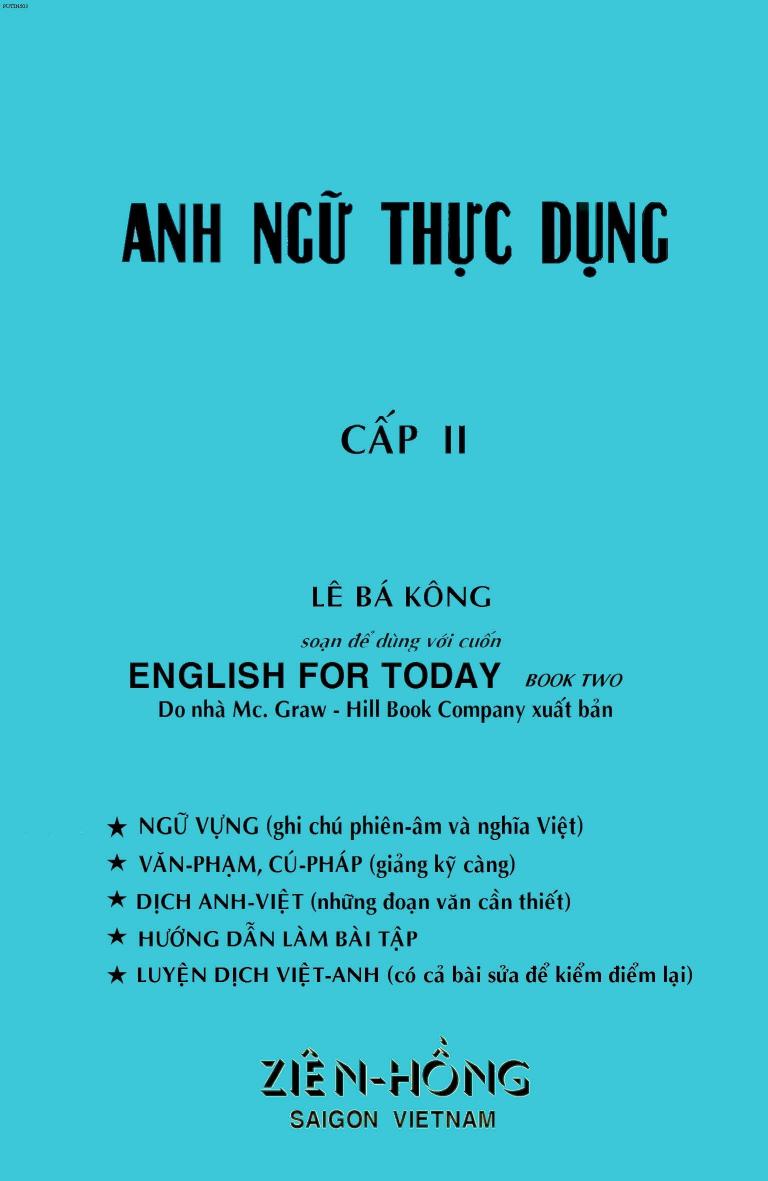 PUTIN503
ANH NGỮ THỰC DỤNG
CẤP II
LÊ BÁ KÔNG
soạn để dùng với cuốn
ENGLISH FOR TODAY BOOK TWO
Do nhà Mc. Graw - Hill Book Company xuất bản
★ NGỮ VỰNG (ghi chú phiên-âm và nghĩa Việt)
★ VĂN-PHẠM, CÚ-PHÁP (giảng kỹ càng)
★ DỊCH ANH-VIỆT (những đoạn văn cần thiết)
★ HƯỚNG DẪN LÀM BÀI TẬP
★ LUYỆN DỊCH VIỆT-ANH (có cả bài sửa để kiểm điểm lại)
ZIÊN-HỒNG
SAIGON VIETNAM